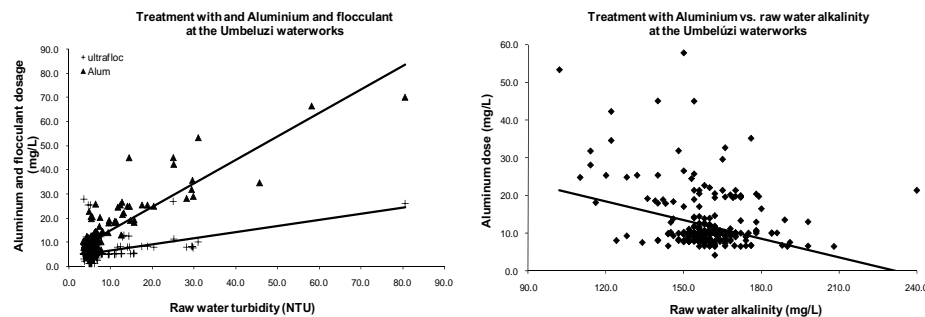 Treatment with and Aluminium and flocculant
at the Umbeluzi waterworks
Aluminum and flocculant dosage
(mg/L)
90.0
80.0
70.0
60.0
50.0
40.0
30.0
20.0
10.0
0.0
ultrafloc
Alum
0.0 10.0 20.0 30.0 40.0 50.0 60.0 70.0 80.0 90.0
Raw water turbidity (NTU)
Treatment with Aluminium vs. raw water alkalinity
at the Umbelúzi waterworks
Aluminum dose (mg/L)
60.0
50.0
40.0
30.0
20.0
10.0
0.0
90.0 120.0 150.0 180.0 210.0 240.0
Raw water alkalinity (mg/L)